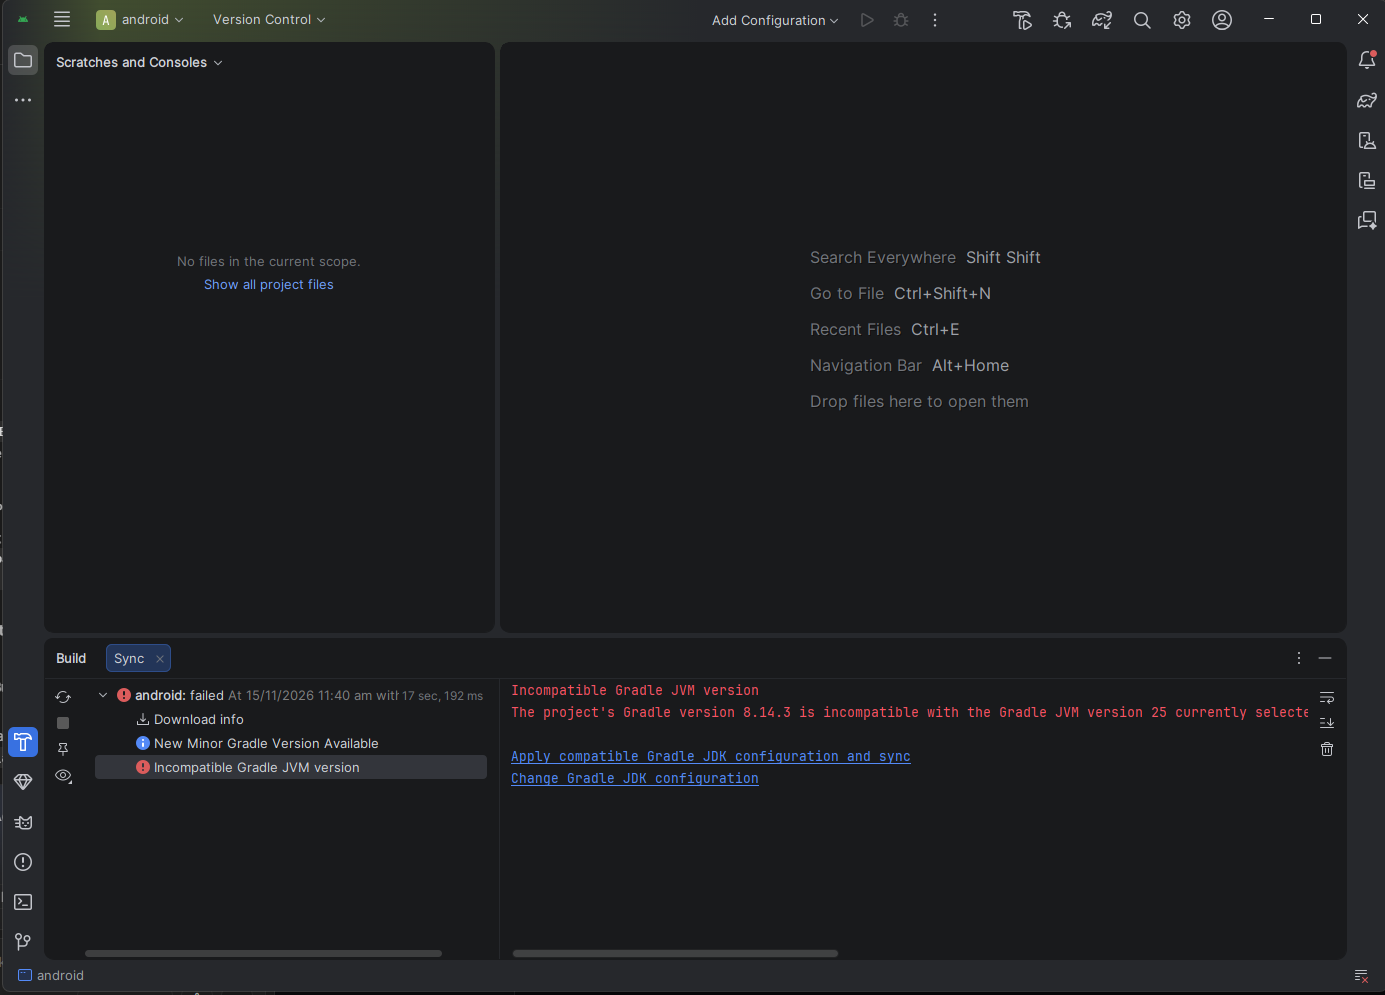 A android Version Control Add Configuration
Scratches and Consoles
No files in the current scope.
Show all project files
Search Everywhere Shift Shift
Go to File Ctrl+Shift+N
Recent Files Ctrl+E
Navigation Bar Alt+Home
Drop files here to open them
Build Sync
android: failed At 15/11/2026 11:40 am with 17 sec, 192 ms
Download info
New Minor Gradle Version Available
Incompatible Gradle JVM version
Incompatible Gradle JVM version
The project's Gradle version 8.14.3 is incompatible with the Gradle JVM version 25 currently selecte
Apply compatible Gradle JDK configuration and sync
Change Gradle JDK configuration
android